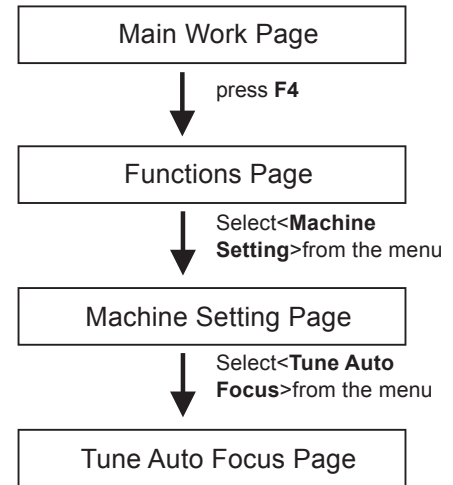 Main Work Page
press F4
Functions Page
Select<Machine
Setting>from the menu
Machine Setting Page
Select<Tune Auto
Focus>from the menu
Tune Auto Focus Page